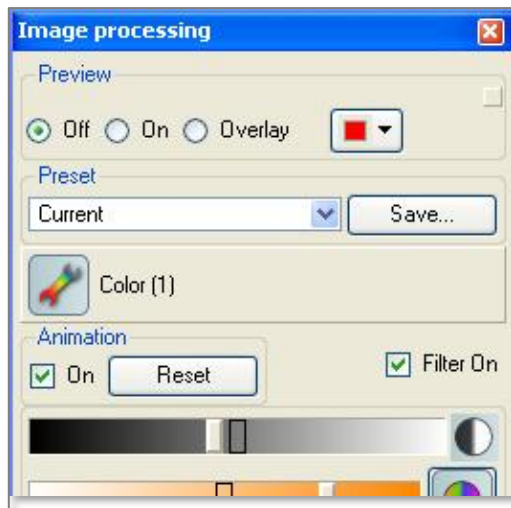 Image processing
Preview
Off On Overlay
Preset
Current Save...
Color (1)
Animation
On Reset Filter On